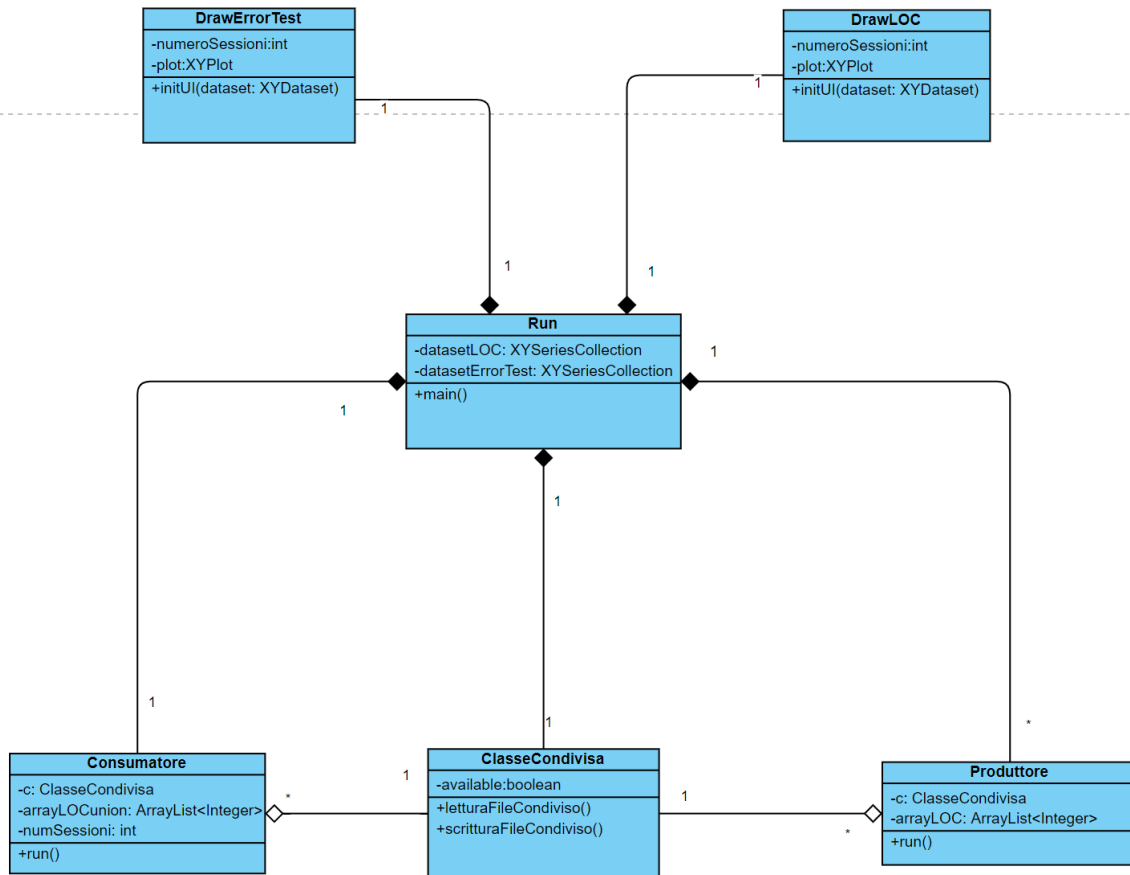 DrawErrorTest
-numeroSessioni:int
-plot:XYPlot
+initUI(dataset: XYDataset)
1
DrawLOC
-numeroSessioni:int
-plot:XYPlot
+initUI(dataset: XYDataset)
1
1
1
Run
-datasetLOC: XYSeriesCollection
-datasetErrorTest: XYSeriesCollection
+main()
1
1
1
1
*
1
Consumatore
-c: ClasseCondivisa
-arrayLOCunion: ArrayList<Integer>
-numSessioni: int
+run()
*
1
ClasseCondivisa
-available:boolean
+letturaFileCondiviso()
+scritturaFileCondiviso()
1
*
Produttore
-c: ClasseCondivisa
-arrayLOC: ArrayList<Integer>
+run()